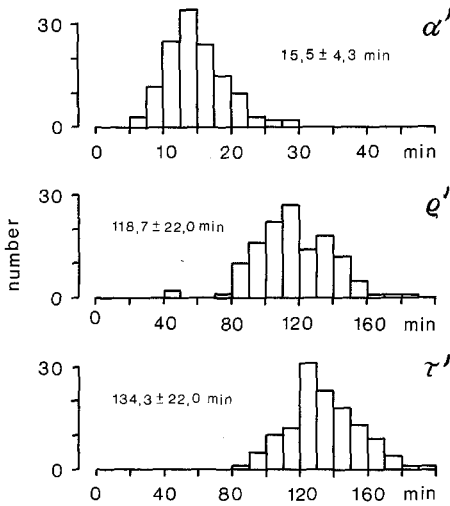 30
α′
15,5 ± 4,3 min
0
0 20 20 30 40 min
number
30
ϱ′
118,7 ± 22,0 min
0
0 40 80 120 160 min
30
τ′
134,3 ± 22,0 min
0
0 40 80 120 160 min